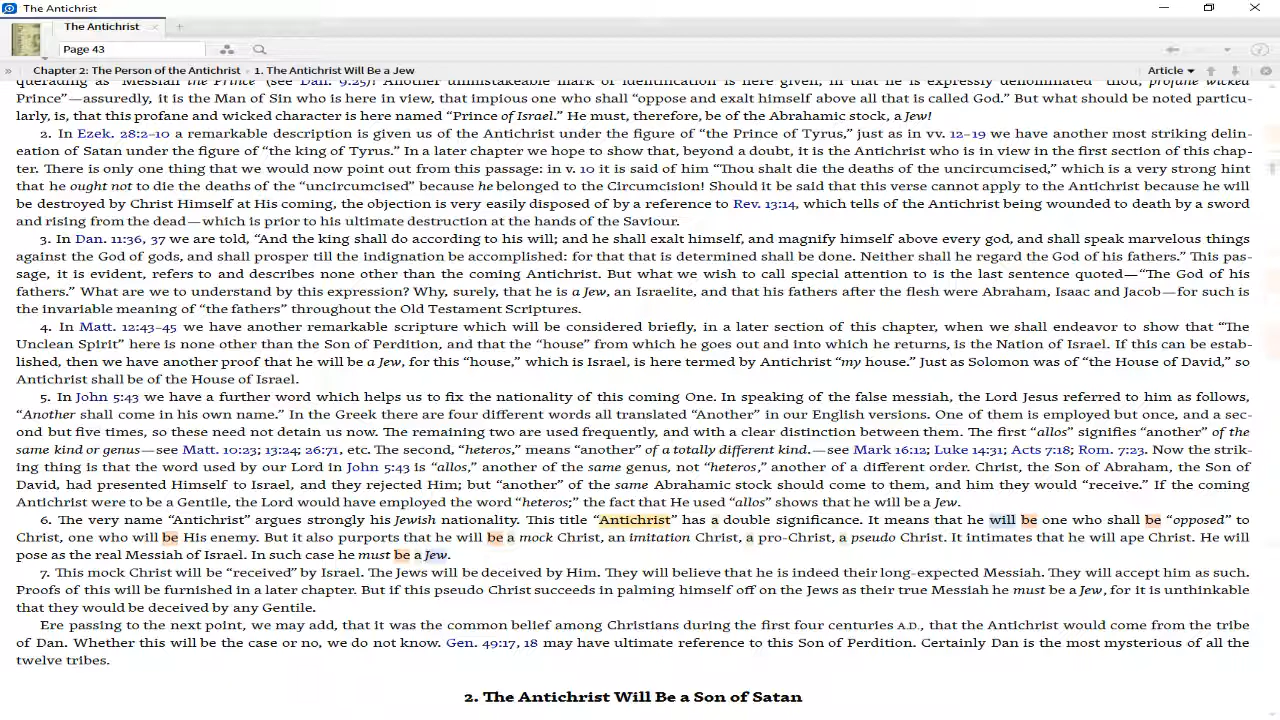 The Antichrist
The Antichrist
Page 43
Chapter 2: The Person of the Antichrist › 1. The Antichrist Will Be a Jew
Article
querading as “Messiah the Prince” (see Dan. 9:25)! Another unmistakeable mark of identification is here given, in that he is expressly denominated “thou, profane wicked
Prince”—assuredly, it is the Man of Sin who is here in view, that impious one who shall “oppose and exalt himself above all that is called God.” But what should be noted particu-
larly, is, that this profane and wicked character is here named “Prince of Israel.” He must, therefore, be of the Abrahamic stock, a Jew!
2. In Ezek. 28:2–10 a remarkable description is given us of the Antichrist under the figure of “the Prince of Tyrus,” just as in vv. 12–19 we have another most striking delin-
eation of Satan under the figure of “the king of Tyrus.” In a later chapter we hope to show that, beyond a doubt, it is the Antichrist who is in view in the first section of this chap-
ter. There is only one thing that we would now point out from this passage: in v. 10 it is said of him “Thou shalt die the deaths of the uncircumcised,” which is a very strong hint
that he ought not to die the deaths of the “uncircumcised” because he belonged to the Circumcision! Should it be said that this verse cannot apply to the Antichrist because he will
be destroyed by Christ Himself at His coming, the objection is very easily disposed of by a reference to Rev. 13:14, which tells of the Antichrist being wounded to death by a sword
and rising from the dead—which is prior to his ultimate destruction at the hands of the Saviour.
3. In Dan. 11:36, 37 we are told, “And the king shall do according to his will; and he shall exalt himself, and magnify himself above every god, and shall speak marvelous things
against the God of gods, and shall prosper till the indignation be accomplished: for that that is determined shall be done. Neither shall he regard the God of his fathers.” This pas-
sage, it is evident, refers to and describes none other than the coming Antichrist. But what we wish to call special attention to is the last sentence quoted—“The God of his
fathers.” What are we to understand by this expression? Why, surely, that he is a Jew, an Israelite, and that his fathers after the flesh were Abraham, Isaac and Jacob—for such is
the invariable meaning of “the fathers” throughout the Old Testament Scriptures.
4. In Matt. 12:43–45 we have another remarkable scripture which will be considered briefly, in a later section of this chapter, when we shall endeavor to show that “The
Unclean Spirit” here is none other than the Son of Perdition, and that the “house” from which he goes out and into which he returns, is the Nation of Israel. If this can be estab-
lished, then we have another proof that he will be a Jew, for this “house,” which is Israel, is here termed by Antichrist “my house.” Just as Solomon was of “the House of David,” so
Antichrist shall be of the House of Israel.
5. In John 5:43 we have a further word which helps us to fix the nationality of this coming One. In speaking of the false messiah, the Lord Jesus referred to him as follows,
“Another shall come in his own name.” In the Greek there are four different words all translated “Another” in our English versions. One of them is employed but once, and a sec-
ond but five times, so these need not detain us now. The remaining two are used frequently, and with a clear distinction between them. The first “allos” signifies “another” of the
same kind or genus—see Matt. 10:23; 13:24; 26:71, etc. The second, “heteros,” means “another” of a totally different kind.—see Mark 16:12; Luke 14:31; Acts 7:18; Rom. 7:23. Now the strik-
ing thing is that the word used by our Lord in John 5:43 is “allos,” another of the same genus, not “heteros,” another of a different order. Christ, the Son of Abraham, the Son of
David, had presented Himself to Israel, and they rejected Him; but “another” of the same Abrahamic stock should come to them, and him they would “receive.” If the coming
Antichrist were to be a Gentile, the Lord would have employed the word “heteros;” the fact that He used “allos” shows that he will be a Jew.
6. The very name “Antichrist” argues strongly his Jewish nationality. This title “Antichrist” has a double significance. It means that he will be one who shall be “opposed” to
Christ, one who will be His enemy. But it also purports that he will be a mock Christ, an imitation Christ, a pro-Christ, a pseudo Christ. It intimates that he will ape Christ. He will
pose as the real Messiah of Israel. In such case he must be a Jew.
7. This mock Christ will be “received” by Israel. The Jews will be deceived by Him. They will believe that he is indeed their long-expected Messiah. They will accept him as such.
Proofs of this will be furnished in a later chapter. But if this pseudo Christ succeeds in palming himself off on the Jews as their true Messiah he must be a Jew, for it is unthinkable
that they would be deceived by any Gentile.
Ere passing to the next point, we may add, that it was the common belief among Christians during the first four centuries A.D., that the Antichrist would come from the tribe
of Dan. Whether this will be the case or no, we do not know. Gen. 49:17, 18 may have ultimate reference to this Son of Perdition. Certainly Dan is the most mysterious of all the
twelve tribes.
2. The Antichrist Will Be a Son of Satan